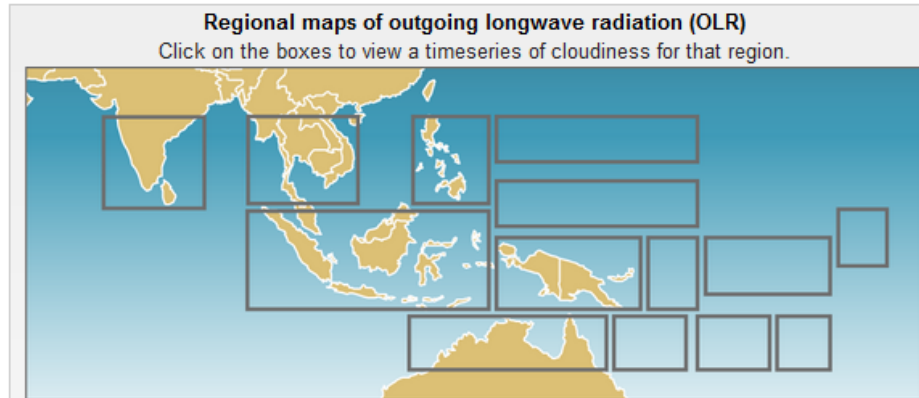 Regional maps of outgoing longwave radiation (OLR)
Click on the boxes to view a timeseries of cloudiness for that region.